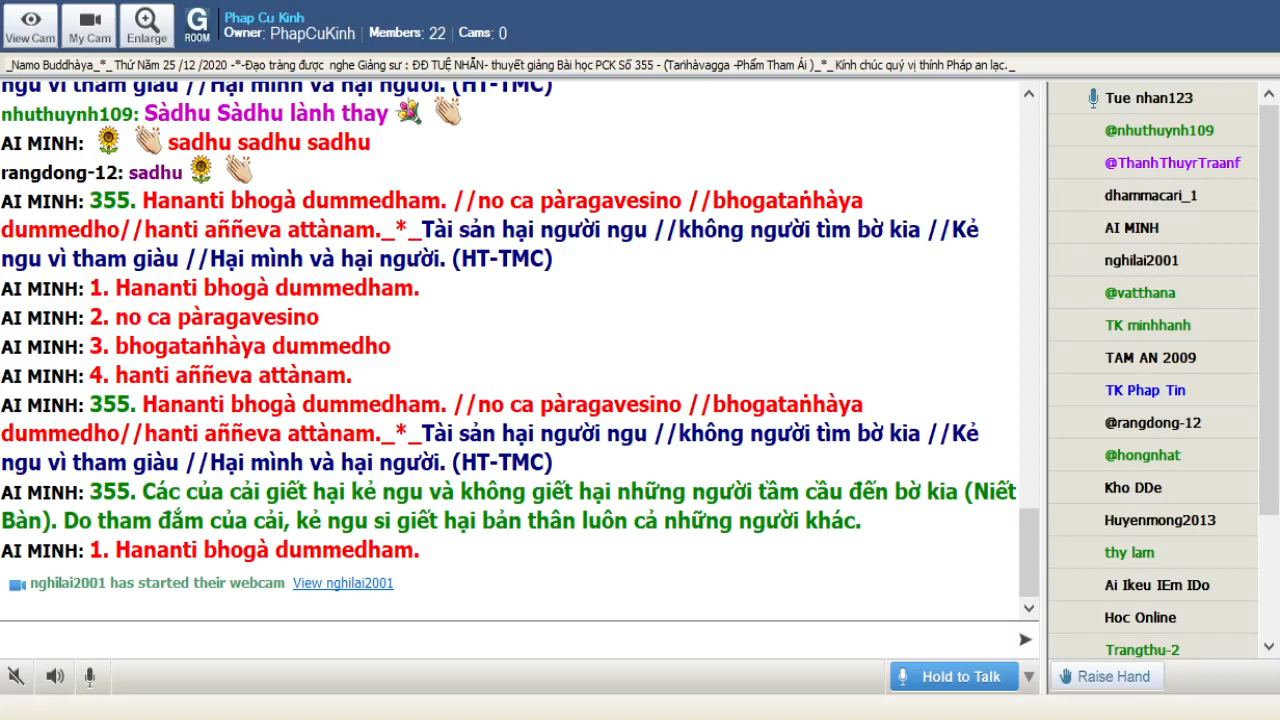 View Cam
My Cam
Enlarge
G
ROOM
Phap Cu Kinh
Owner: PhapCuKinh Members: 22 Cams: 0
_Namo Buddhàya_*_ Thứ Năm 25 /12 /2020 -*-Đạo tràng được nghe Giảng sư : ĐĐ TUỆ NHẪN- thuyết giảng Bài học PCK Số 355 - (Taṅhàvagga -Phẩm Tham Ái )_*_ Kính chúc quý vị thính Pháp an lạc._
ngu vì tham giàu //Hại mình và hại người. (HT-TMC)
nhuthuynh109: Sàdhu Sàdhu lành thay
AI MINH: sadhu sadhu sadhu
rangdong-12: sadhu
AI MINH: 355. Hananti bhogà dummedham. //no ca pàragavesino //bhogataṅhàya
dummedho//hanti aññeva attànam._*_Tài sản hại người ngu //không người tìm bờ kia //Kẻ
ngu vì tham giàu //Hại mình và hại người. (HT-TMC)
AI MINH: 1. Hananti bhogà dummedham.
AI MINH: 2. no ca pàragavesino
AI MINH: 3. bhogataṅhàya dummedho
AI MINH: 4. hanti aññeva attànam.
AI MINH: 355. Hananti bhogà dummedham. //no ca pàragavesino //bhogataṅhàya
dummedho//hanti aññeva attànam._*_Tài sản hại người ngu //không người tìm bờ kia //Kẻ
ngu vì tham giàu //Hại mình và hại người. (HT-TMC)
AI MINH: 355. Các của cải giết hại kẻ ngu và không giết hại những người tầm cầu đến bờ kia (Niết
Bàn). Do tham đắm của cải, kẻ ngu si giết hại bản thân luôn cả những người khác.
AI MINH: 1. Hananti bhogà dummedham.
nghilai2001 has started their webcam View nghilai2001
Hold to Talk
Tue nhan123
@nhuthuynh109
@ThanhThuyrTraanf
dhammacari_1
AI MINH
nghilai2001
@vatthana
TK minhhanh
TAM AN 2009
TK Phap Tin
@rangdong-12
@hongnhat
Kho DDe
Huyenmong2013
thy lam
Ai Ikeu IEm IDo
Hoc Online
Trangthu-2
Raise Hand